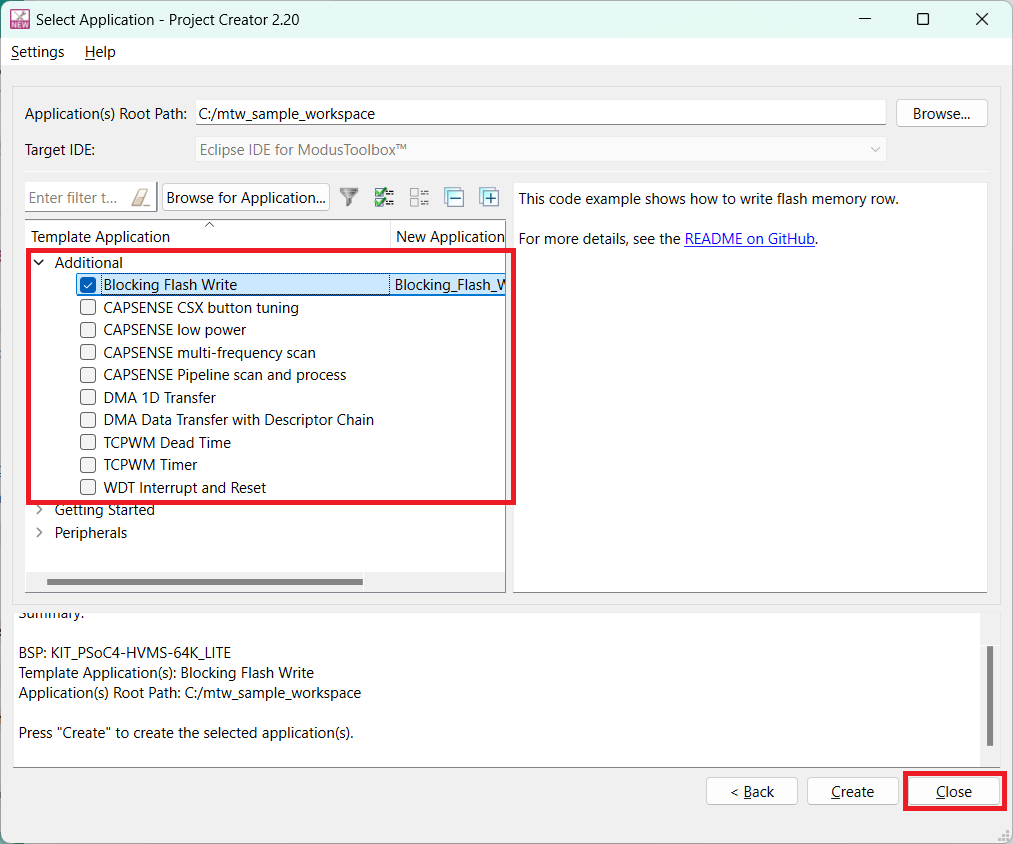 NEW
Select Application - Project Creator 2.20
Settings Help
Application(s) Root Path: C:/mtw_sample_workspace Browse...
Target IDE: Eclipse IDE for ModusToolbox™
Enter filter t... Browse for Application...
Template Application New Application
Additional
Blocking Flash Write Blocking_Flash_W
CAPSENSE CSX button tuning
CAPSENSE low power
CAPSENSE multi-frequency scan
CAPSENSE Pipeline scan and process
DMA 1D Transfer
DMA Data Transfer with Descriptor Chain
TCPWM Dead Time
TCPWM Timer
WDT Interrupt and Reset
Getting Started
Peripherals
This code example shows how to write flash memory row.
For more details, see the README on GitHub.
Summary:
BSP: KIT_PSoC4-HVMS-64K_LITE
Template Application(s): Blocking Flash Write
Application(s) Root Path: C:/mtw_sample_workspace
Press "Create" to create the selected application(s).
< Back Create Close